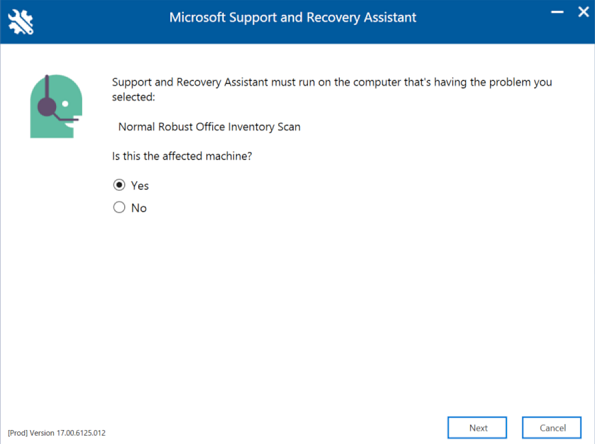 Microsoft Support and Recovery Assistant
Support and Recovery Assistant must run on the computer that's having the problem you
selected:
Normal Robust Office Inventory Scan
Is this the affected machine?
Yes
No
[Prod] Version 17.00.6125.012
Next
Cancel